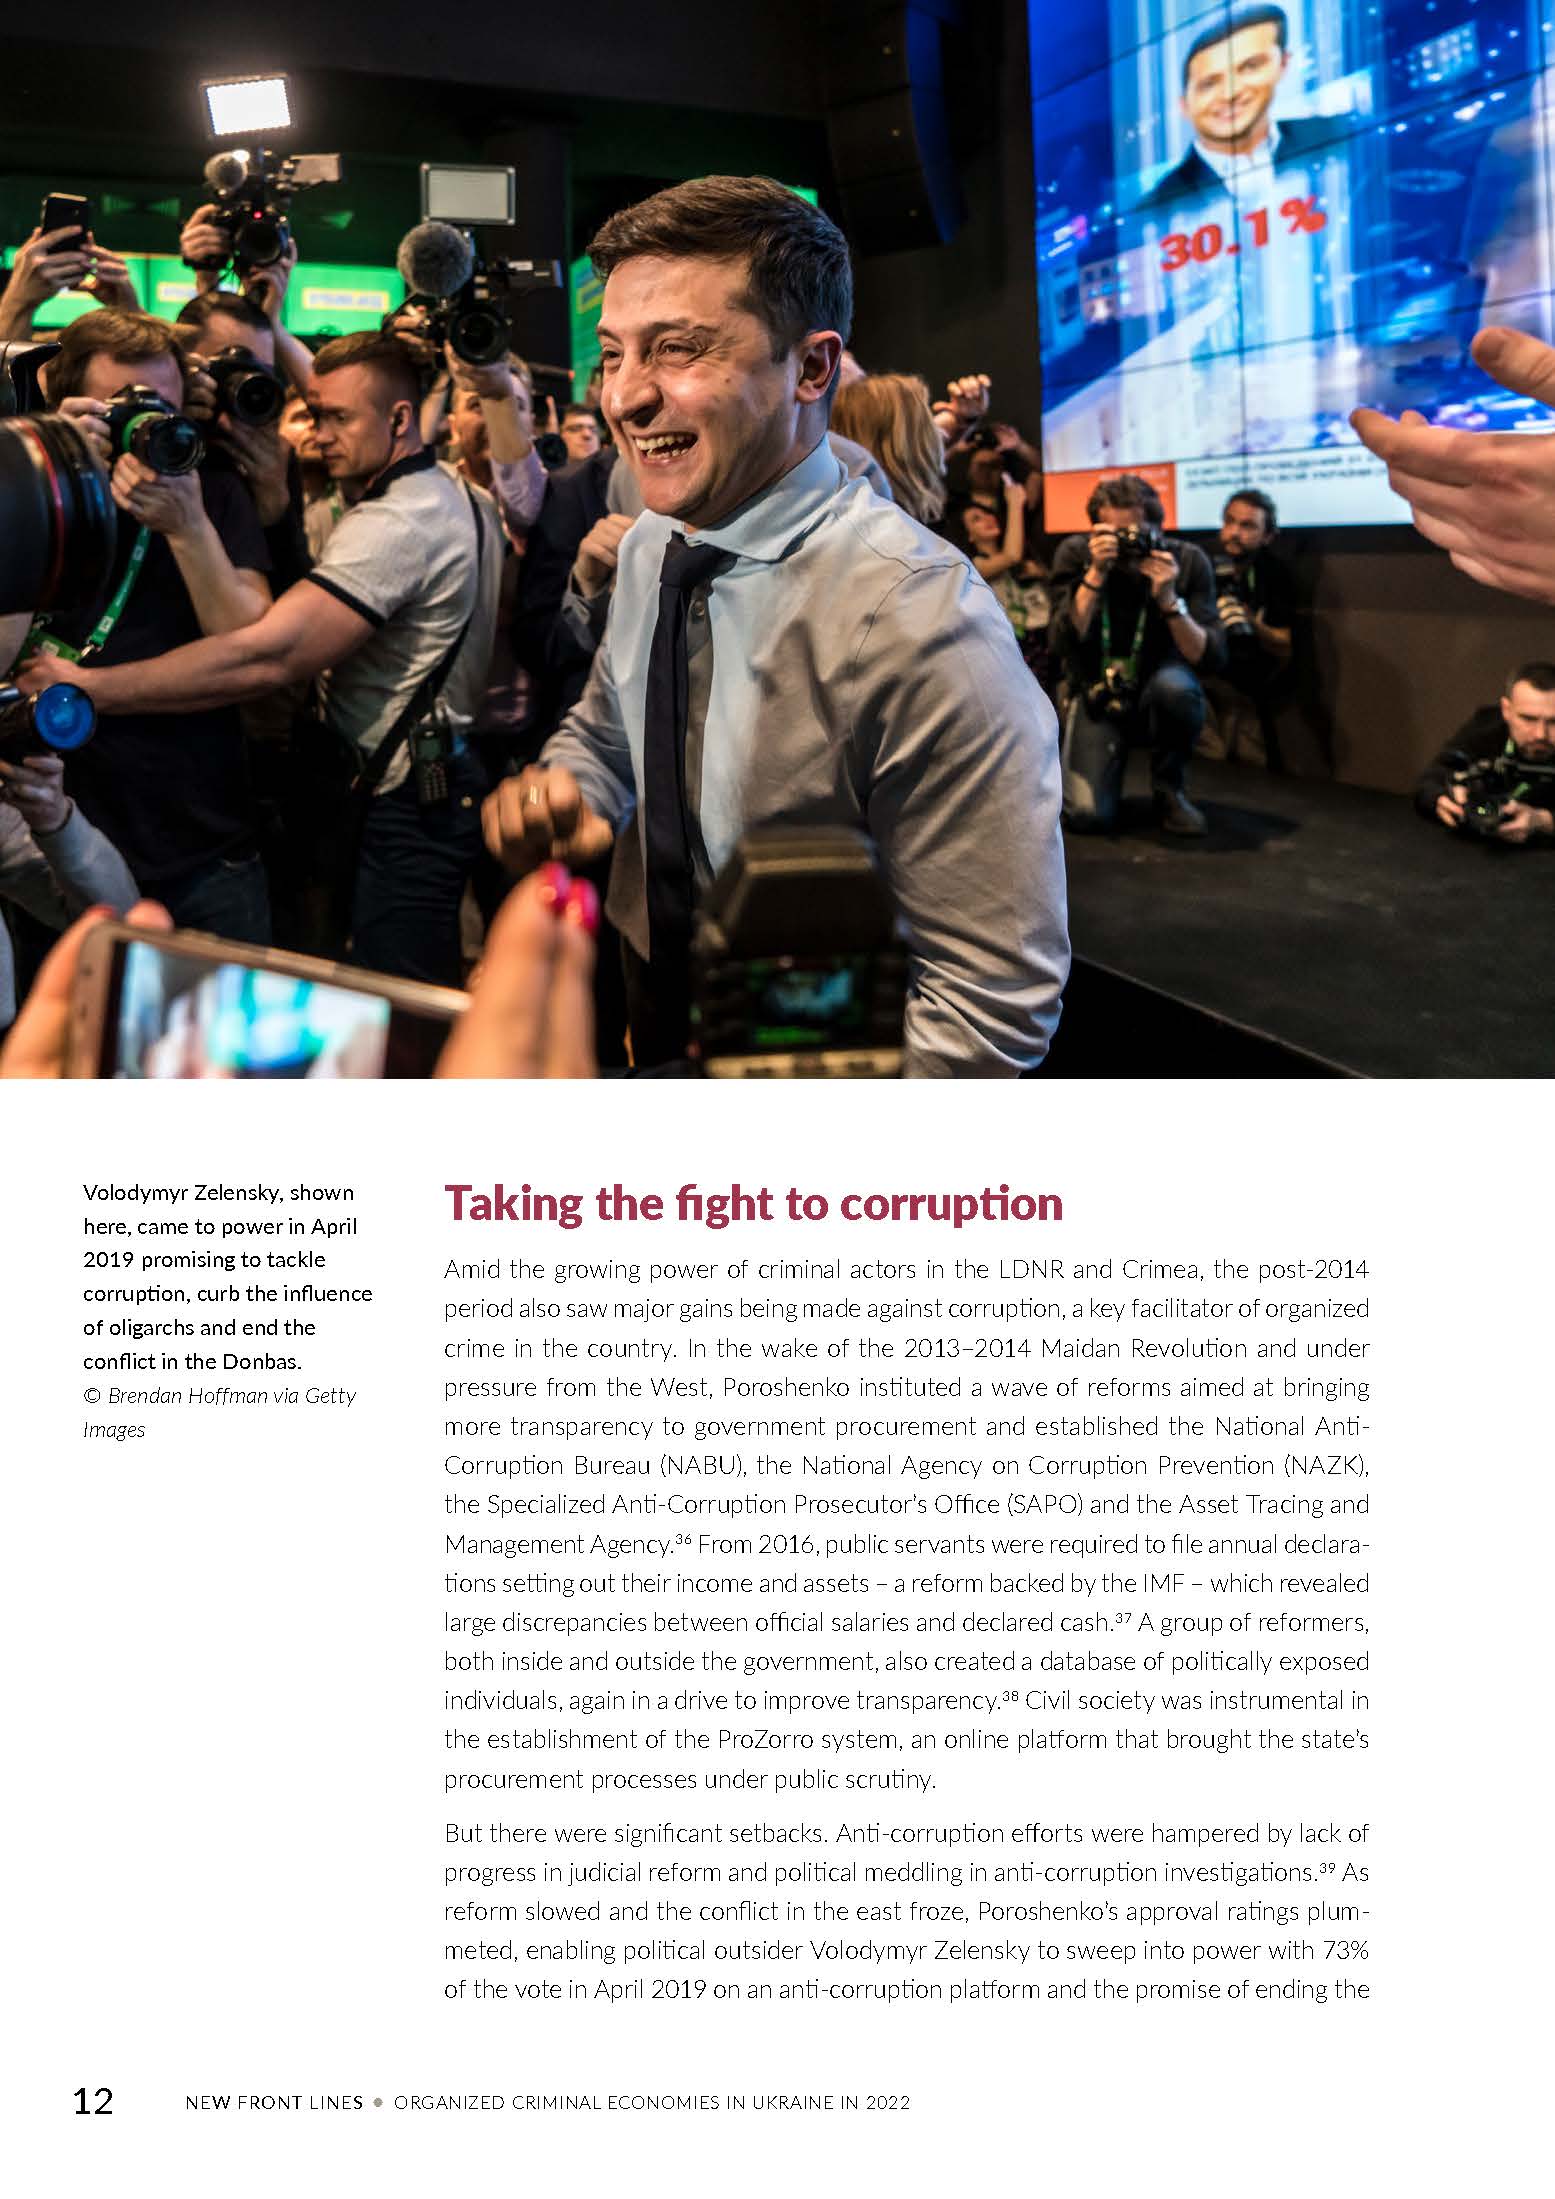 30.1%
Volodymyr Zelensky, shown
here, came to power in April
2019 promising to tackle
corruption, curb the influence
of oligarchs and end the
conflict in the Donbas.
© Brendan Hoffman via Getty
Images
Taking the fight to corruption
Amid the growing power of criminal actors in the LDNR and Crimea, the post-2014
period also saw major gains being made against corruption, a key facilitator of organized
crime in the country. In the wake of the 2013–2014 Maidan Revolution and under
pressure from the West, Poroshenko instituted a wave of reforms aimed at bringing
more transparency to government procurement and established the National Anti-
Corruption Bureau (NABU), the National Agency on Corruption Prevention (NAZK),
the Specialized Anti-Corruption Prosecutor’s Office (SAPO) and the Asset Tracing and
Management Agency.³⁶ From 2016, public servants were required to file annual declara-
tions setting out their income and assets – a reform backed by the IMF – which revealed
large discrepancies between official salaries and declared cash.³⁷ A group of reformers,
both inside and outside the government, also created a database of politically exposed
individuals, again in a drive to improve transparency.³⁸ Civil society was instrumental in
the establishment of the ProZorro system, an online platform that brought the state’s
procurement processes under public scrutiny.
But there were significant setbacks. Anti-corruption efforts were hampered by lack of
progress in judicial reform and political meddling in anti-corruption investigations.³⁹ As
reform slowed and the conflict in the east froze, Poroshenko’s approval ratings plum-
meted, enabling political outsider Volodymyr Zelensky to sweep into power with 73%
of the vote in April 2019 on an anti-corruption platform and the promise of ending the
12 NEW FRONT LINES • ORGANIZED CRIMINAL ECONOMIES IN UKRAINE IN 2022